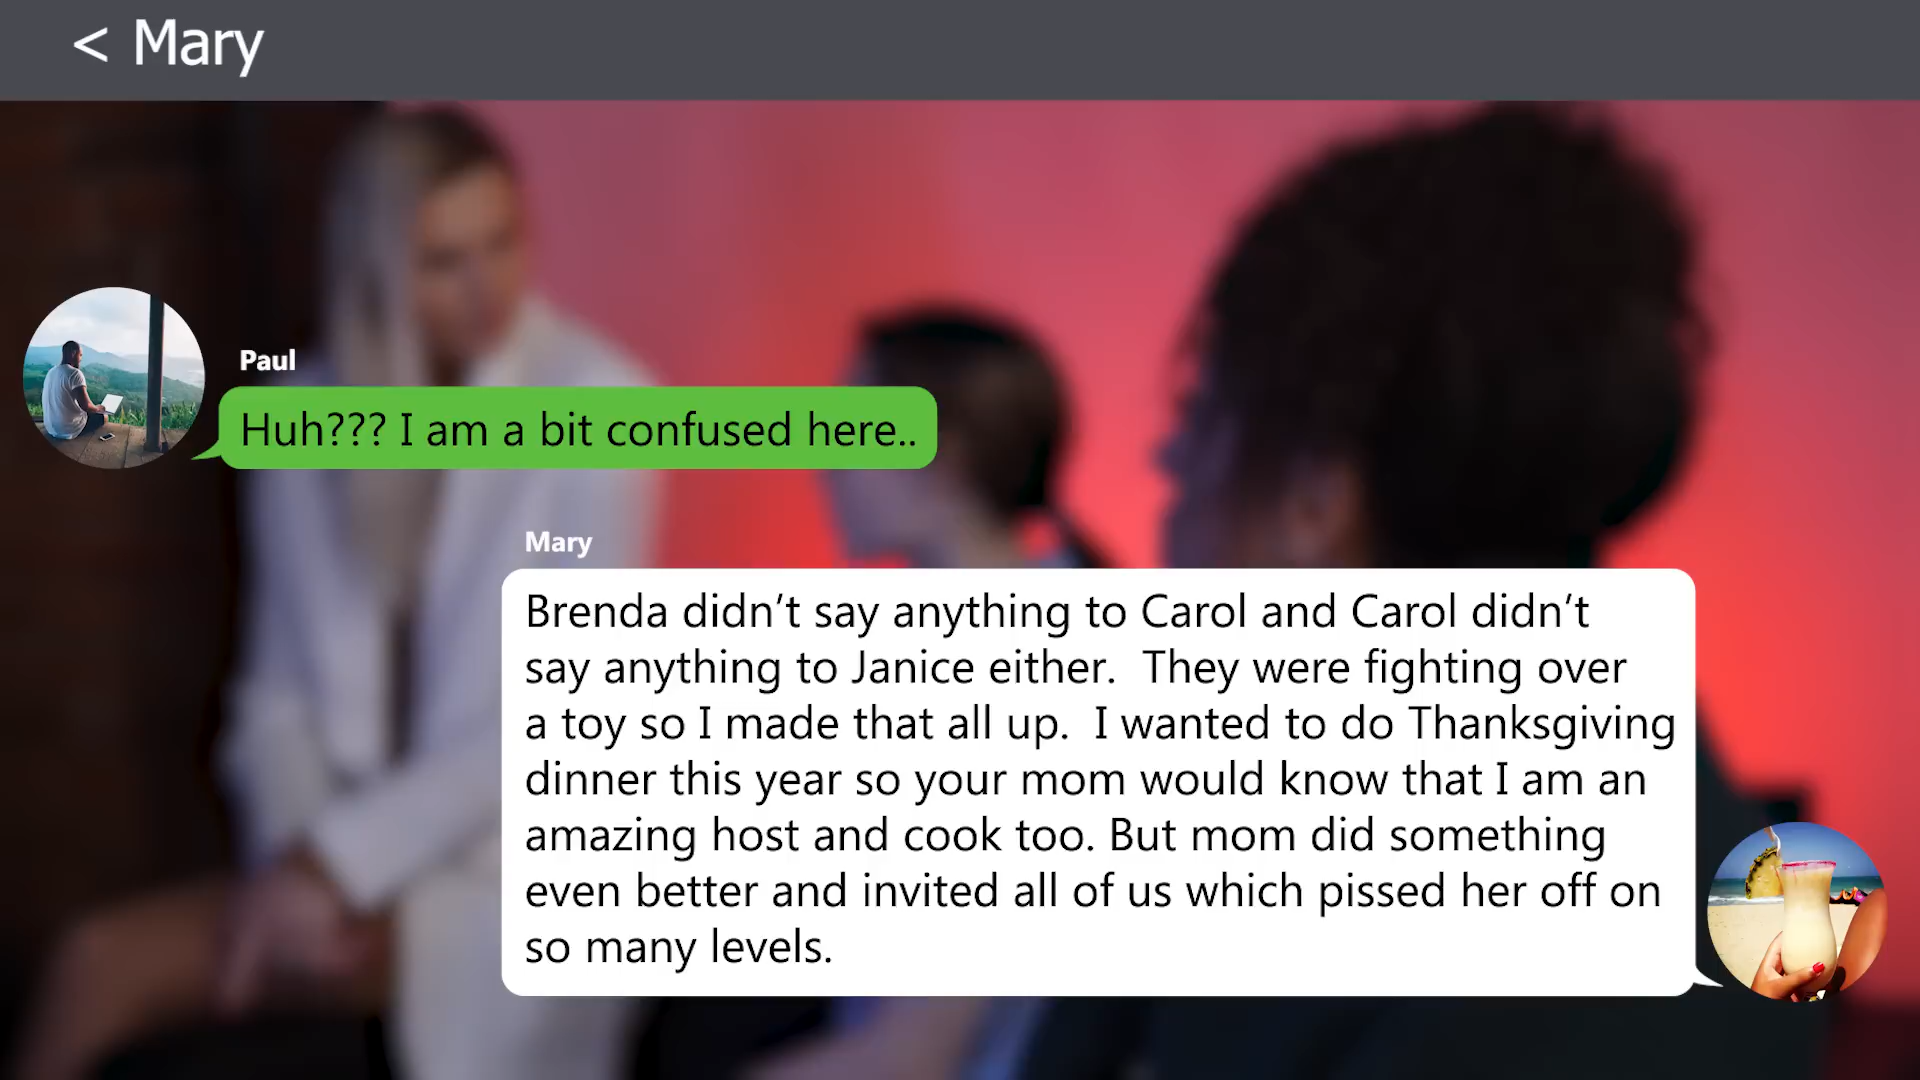 < Mary
Paul
Huh??? I am a bit confused here..
Mary
Brenda didn’t say anything to Carol and Carol didn’t
say anything to Janice either.  They were fighting over
a toy so I made that all up.  I wanted to do Thanksgiving
dinner this year so your mom would know that I am an
amazing host and cook too. But mom did something
even better and invited all of us which pissed her off on
so many levels.